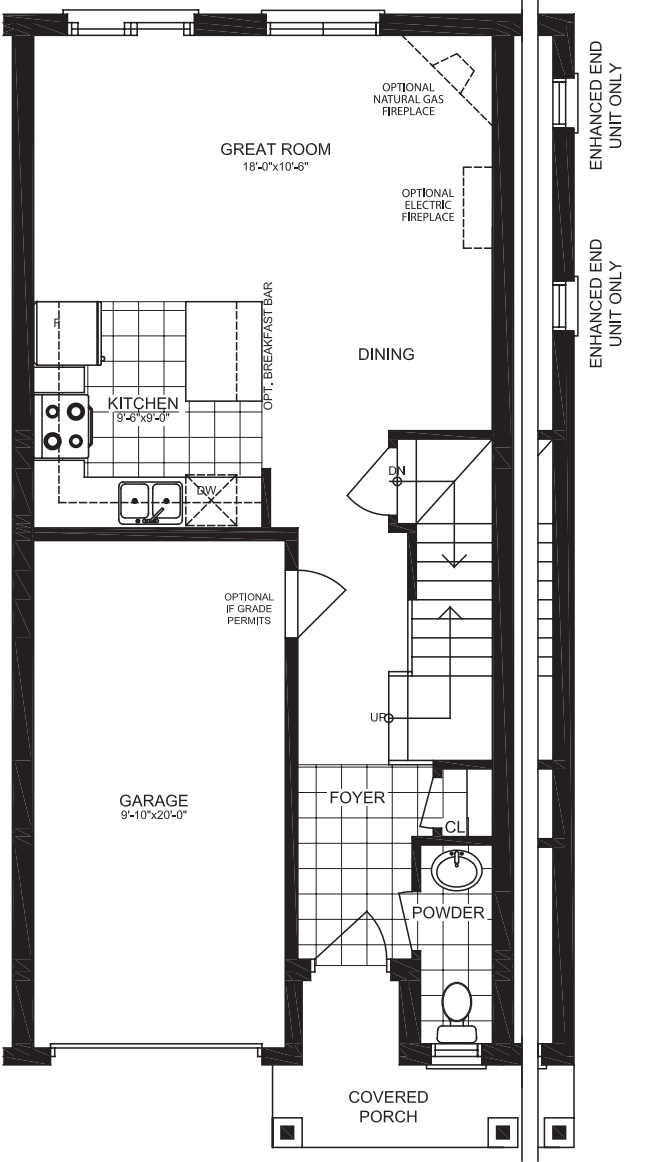 OPTIONAL
NATURAL GAS
FIREPLACE
ENHANCED END
UNIT ONLY
GREAT ROOM
18'-0"x10'-6"
OPTIONAL
ELECTRIC
FIREPLACE
ENHANCED END
UNIT ONLY
F
OPT. BREAKFAST BAR
DINING
KITCHEN
9'-6"x9'-0"
DN
DW
OPTIONAL
IF GRADE
PERMITS
UP
GARAGE
9'-10"x20'-0"
FOYER
CL
POWDER
COVERED
PORCH